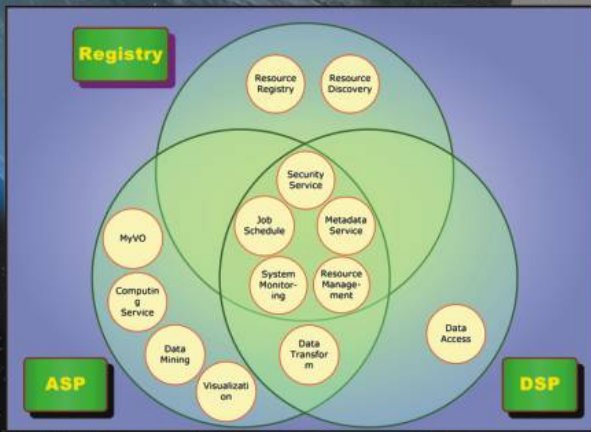 Registry
Resource
Registry
Resource
Discovery
Security
Service
Job
Schedule
Metadata
Service
MyVO
System
Monitor-
ing
Resource
Manage-
ment
Computin
g
Service
Data
Mining
Data
Transfor
m
Data
Access
Visualizati
on
ASP
DSP